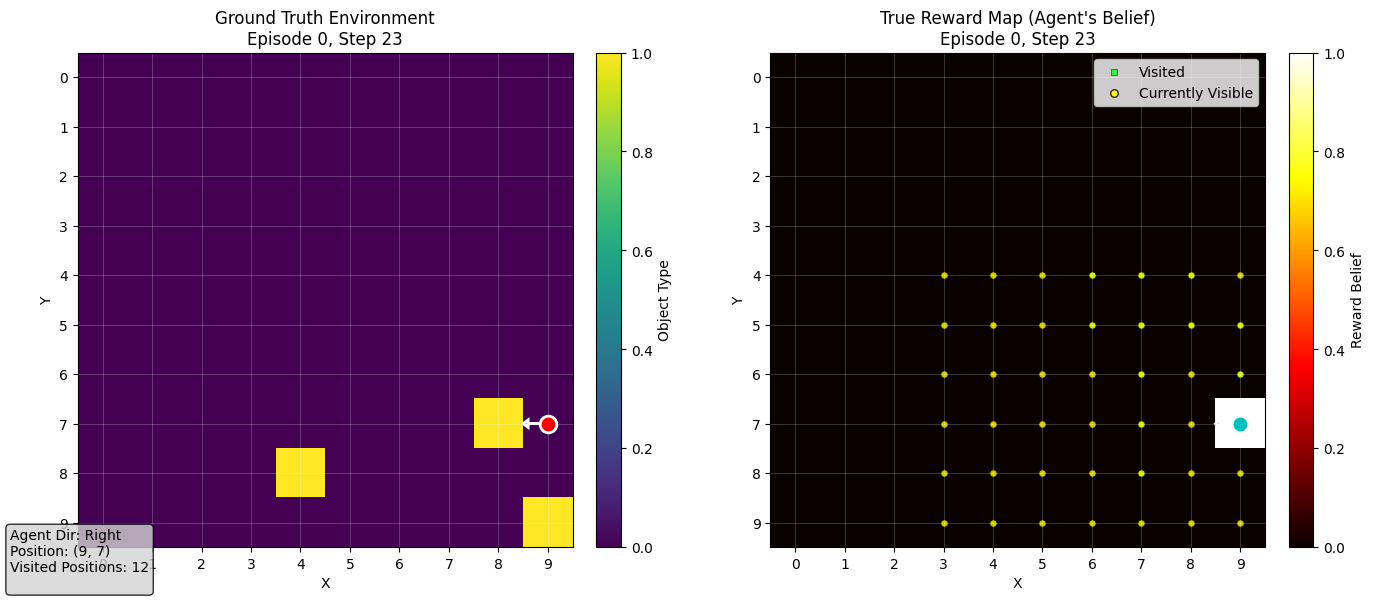 Ground Truth Environment
Episode 0, Step 23
0
1
2
3
4
5
6
7
8
9
Y
0 1 2 3 4 5 6 7 8 9
X
Agent Dir: Right
Position: (9, 7)
Visited Positions: 12
1.0
0.8
0.6
0.4
0.2
0.0
Object Type
True Reward Map (Agent's Belief)
Episode 0, Step 23
Visited
Currently Visible
0
1
2
3
4
5
6
7
8
9
Y
0 1 2 3 4 5 6 7 8 9
X
1.0
0.8
0.6
0.4
0.2
0.0
Reward Belief